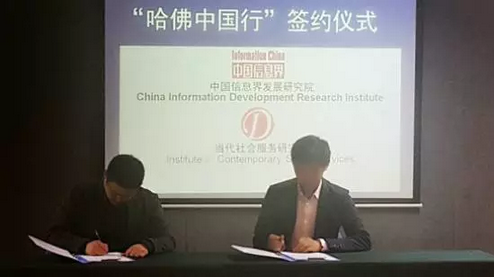 “哈佛中国行”签约仪式
Information China
中国信息界
中国信息界发展研究院
China Information Development Research Institute
当代社会服务研
Institute
Contemporary